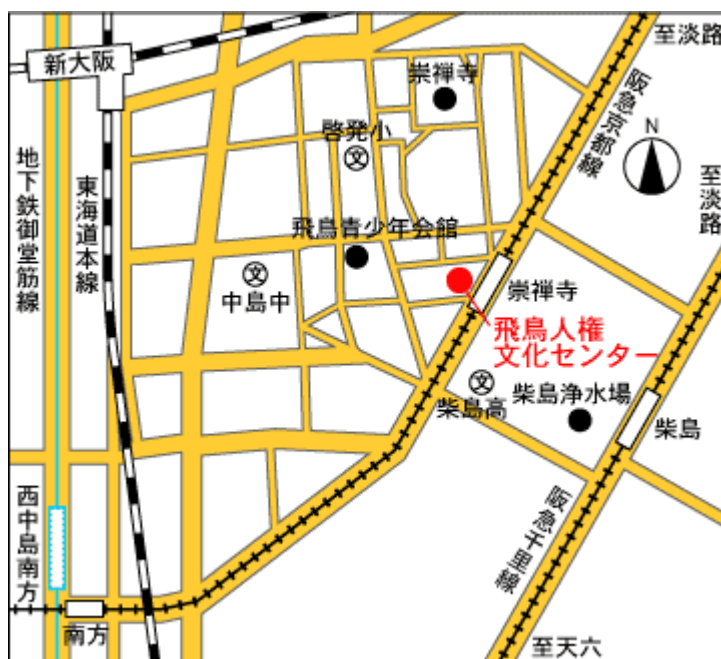 至淡路
新大阪
崇禅寺
阪急京都線
啓発小
文
N
地下鉄御堂筋線
東海道本線
至淡路
飛鳥青少年会館
文
中島中
崇禅寺
飛鳥人権
文化センター
文
柴島高
柴島浄水場
柴島
西中島南方
阪急千里線
南方
至天六